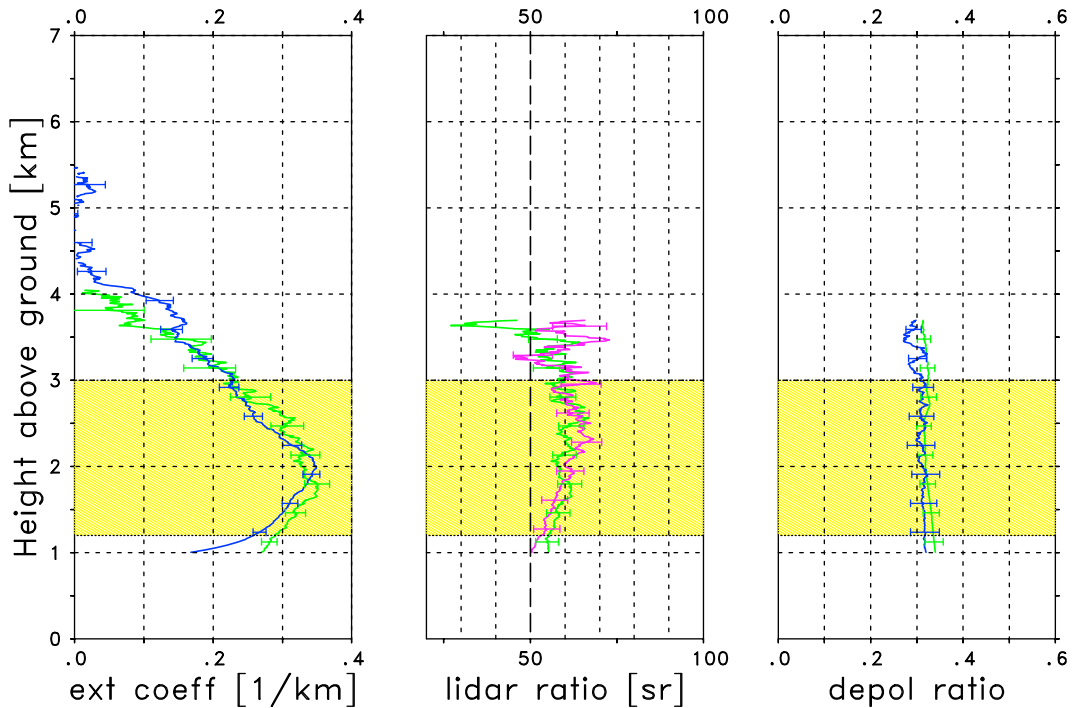 .0 .2 .4 50 100 .0 .2 .4 .6
7
6
5
4
3
2
1
0
Height above ground [km]
.0 .2 .4 50 100 .0 .2 .4 .6
ext coeff [1/km] lidar ratio [sr] depol ratio